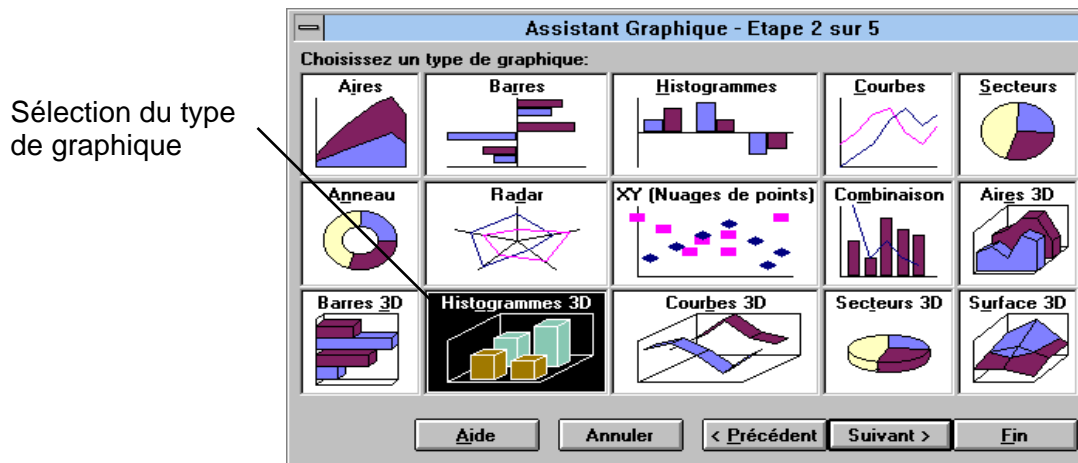 Assistant Graphique - Etape 2 sur 5
Choisissez un type de graphique:
Sélection du type
de graphique
Aires
Barres
Histogrammes
Courbes
Secteurs
Anneau
Radar
XY (Nuages de points)
Combinaison
Aires 3D
Barres 3D
Histogrammes 3D
Courbes 3D
Secteurs 3D
Surface 3D
Aide
Annuler
< Précédent
Suivant >
Fin